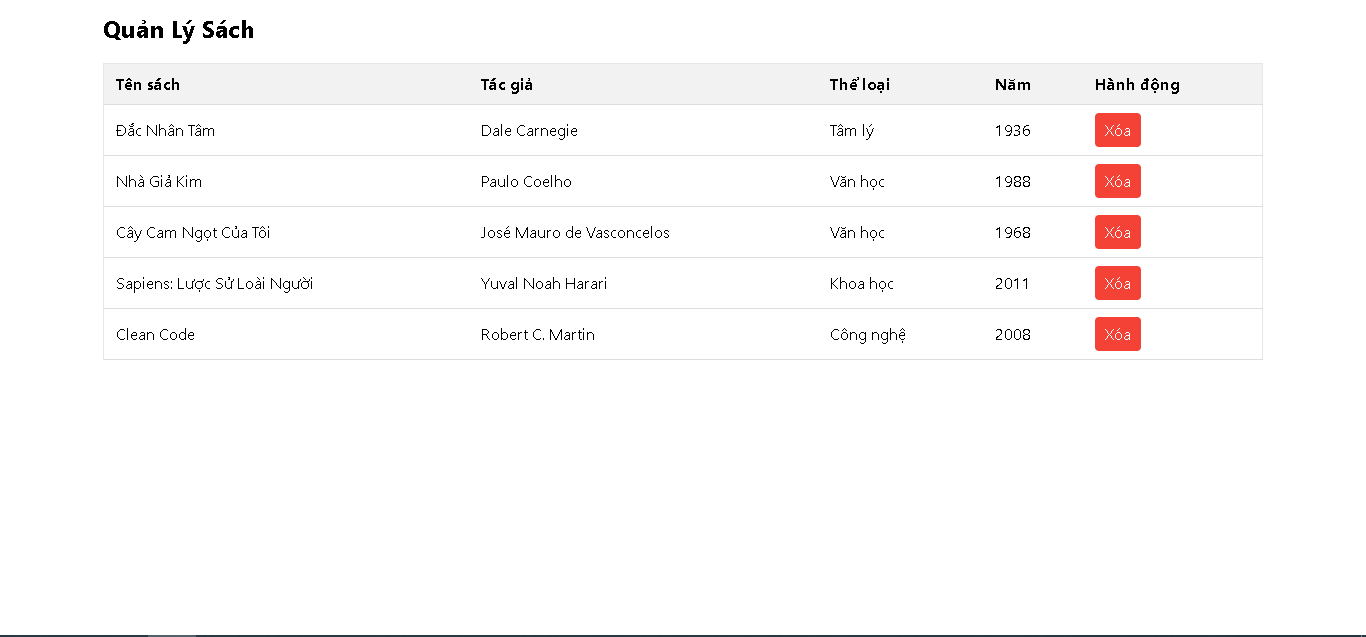 Quản Lý Sách
Tên sách Tác giả Thể loại Năm Hành động
Đắc Nhân Tâm Dale Carnegie Tâm lý 1936 Xóa
Nhà Giả Kim Paulo Coelho Văn học 1988 Xóa
Cây Cam Ngọt Của Tôi José Mauro de Vasconcelos Văn học 1968 Xóa
Sapiens: Lược Sử Loài Người Yuval Noah Harari Khoa học 2011 Xóa
Clean Code Robert C. Martin Công nghệ 2008 Xóa